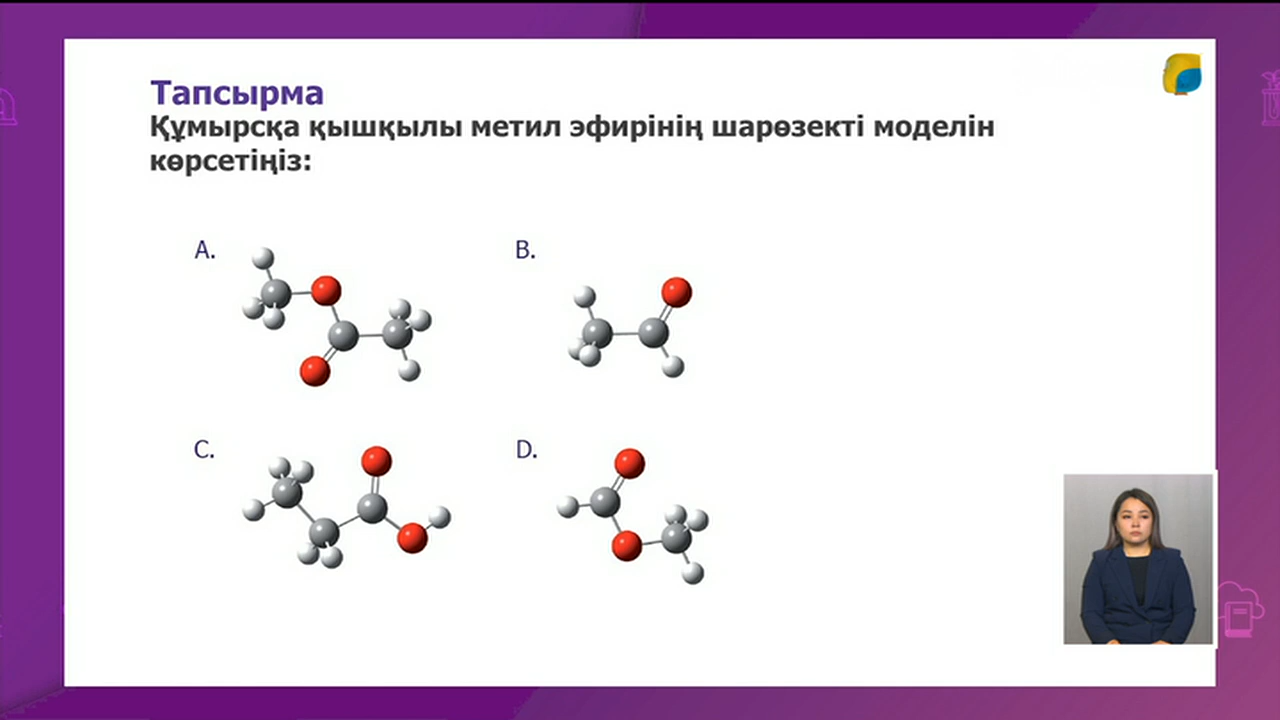 Тапсырма
Құмырсқа қышқылы метил эфирінің шарөзекті моделін
көрсетіңіз:
A.
B.
C.
D.